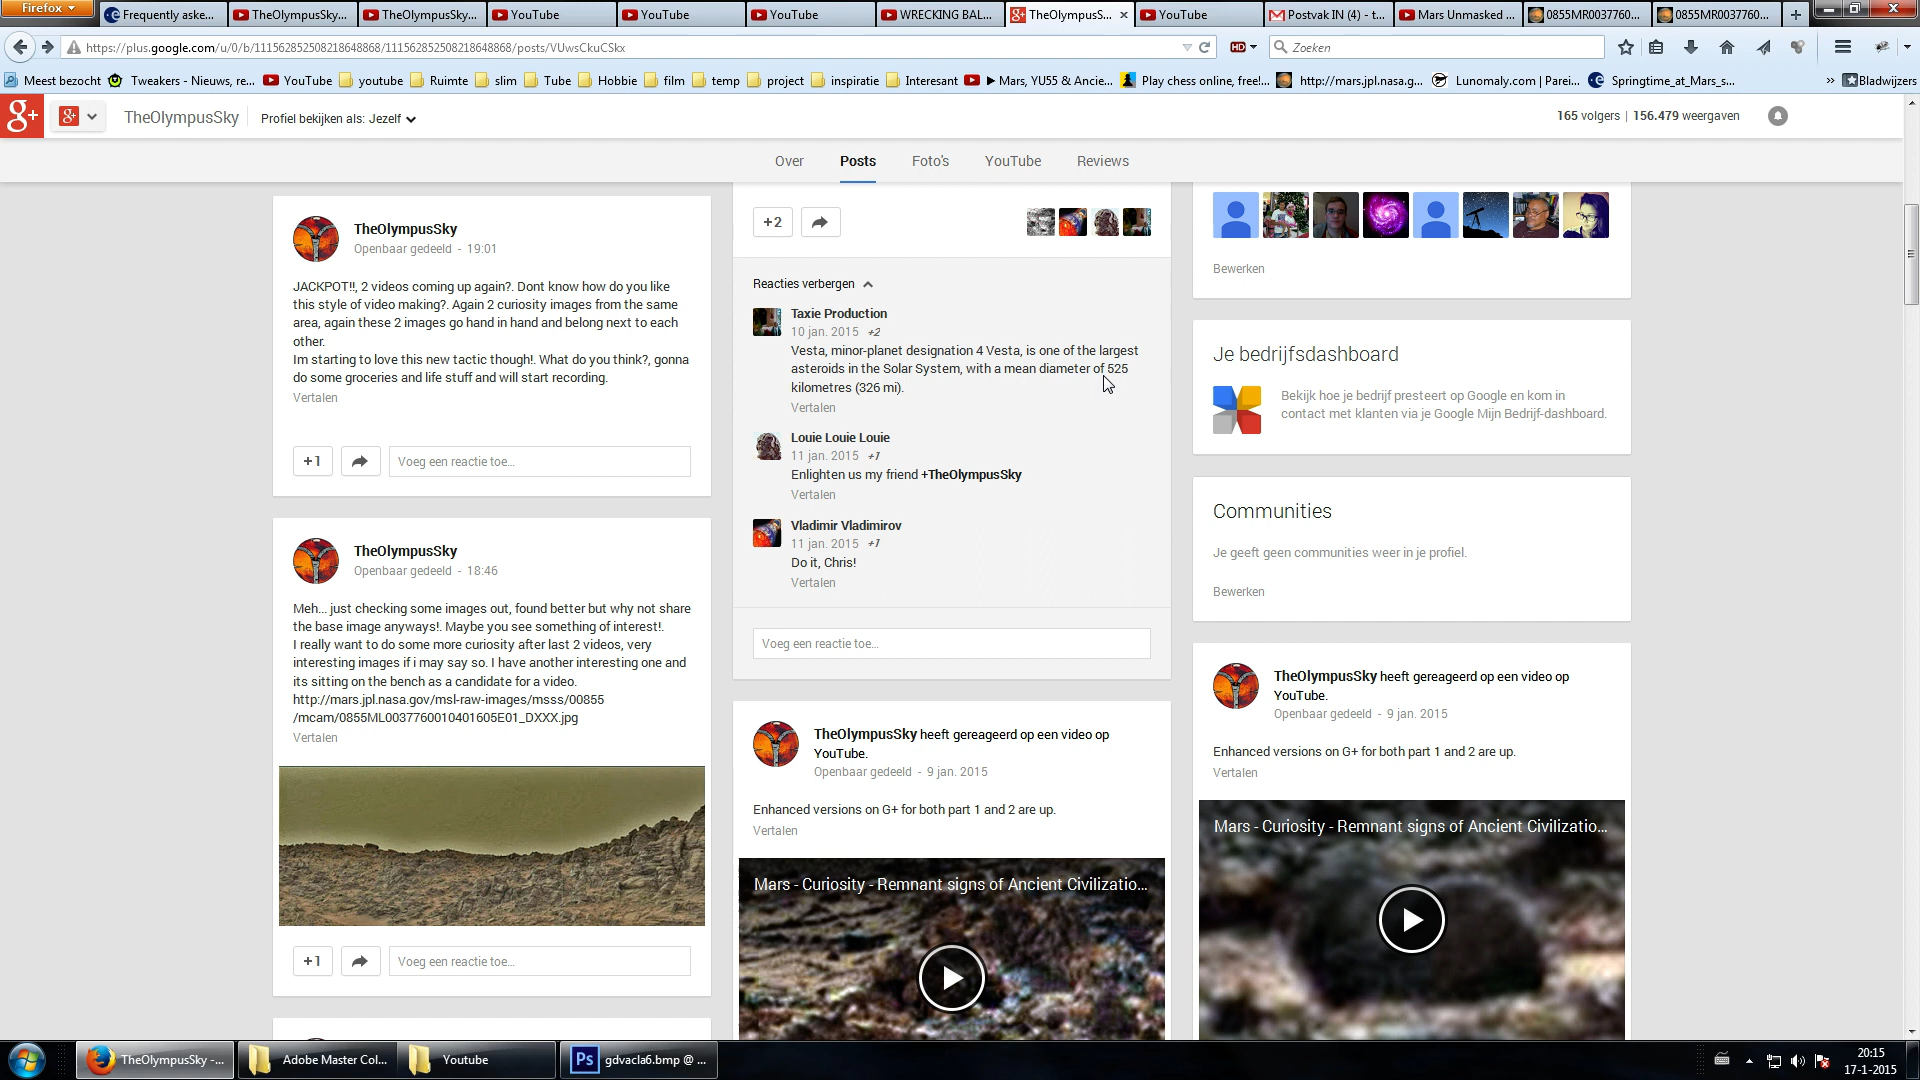 Firefox
Frequently aske...
TheOlympusSky...
TheOlympusSky...
YouTube
YouTube
YouTube
WRECKING BAL...
TheOlympusS...
YouTube
Postvak IN (4) - t...
Mars Unmasked ...
0855MR0037760...
0855MR0037760...
https://plus.google.com/u/0/b/111562852508218648868/111562852508218648868/posts/VUwsCkuCSkx
HD
Zoeken
Meest bezocht
Tweakers - Nieuws, re...
YouTube
youtube
Ruimte
slim
Tube
Hobbie
film
temp
project
inspiratie
Interesant
▶ Mars, YU55 & Ancie...
Play chess online, free!...
http://mars.jpl.nasa.g...
Lunomaly.com | Parei...
Springtime_at_Mars_s...
»
Bladwijzers
g+
g+
TheOlympusSky
Profiel bekijken als: Jezelf
165 volgers | 156.479 weergaven
Over
Posts
Foto's
YouTube
Reviews
TheOlympusSky
Openbaar gedeeld - 19:01
JACKPOT!!, 2 videos coming up again?. Dont know how do you like
this style of video making?. Again 2 curiosity images from the same
area, again these 2 images go hand in hand and belong next to each
other.
Im starting to love this new tactic though!. What do you think?, gonna
do some groceries and life stuff and will start recording.
Vertalen
+1
Voeg een reactie toe...
TheOlympusSky
Openbaar gedeeld - 18:46
Meh... just checking some images out, found better but why not share
the base image anyways!. Maybe you see something of interest!.
I really want to do some more curiosity after last 2 videos, very
interesting images if i may say so. I have another interesting one and
its sitting on the bench as a candidate for a video.
http://mars.jpl.nasa.gov/msl-raw-images/msss/00855
/mcam/0855ML0037760010401605E01_DXXX.jpg
Vertalen
+1
Voeg een reactie toe...
+2
Reacties verbergen
Taxie Production
10 jan. 2015 +2
Vesta, minor-planet designation 4 Vesta, is one of the largest
asteroids in the Solar System, with a mean diameter of 525
kilometres (326 mi).
Vertalen
Louie Louie Louie
11 jan. 2015 +1
Enlighten us my friend +TheOlympusSky
Vertalen
Vladimir Vladimirov
11 jan. 2015 +1
Do it, Chris!
Vertalen
Voeg een reactie toe...
TheOlympusSky heeft gereageerd op een video op
YouTube.
Openbaar gedeeld - 9 jan. 2015
Enhanced versions on G+ for both part 1 and 2 are up.
Vertalen
Mars - Curiosity - Remnant signs of Ancient Civilizatio...
Bewerken
Je bedrijfsdashboard
Bekijk hoe je bedrijf presteert op Google en kom in
contact met klanten via je Google Mijn Bedrijf-dashboard.
Communities
Je geeft geen communities weer in je profiel.
Bewerken
TheOlympusSky heeft gereageerd op een video op
YouTube.
Openbaar gedeeld - 9 jan. 2015
Enhanced versions on G+ for both part 1 and 2 are up.
Vertalen
Mars - Curiosity - Remnant signs of Ancient Civilizatio...
TheOlympusSky -...
Adobe Master Col...
Youtube
Ps
gdvacla6.bmp @ ...
20:15
17-1-2015